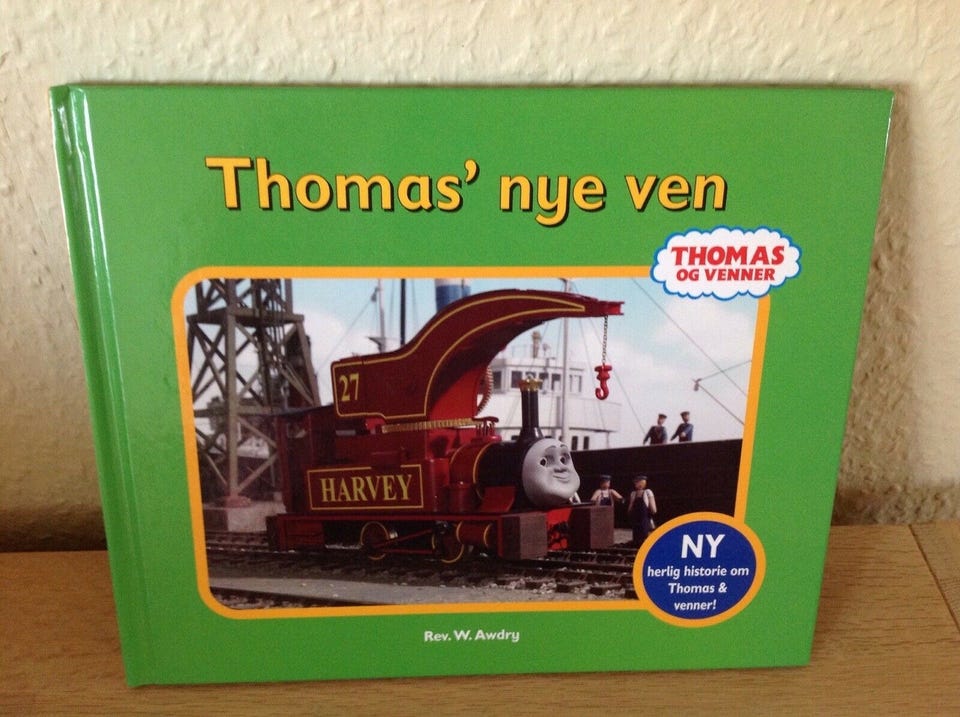 Thomas' nye ven
THOMAS
OG VENNER
27
HARVEY
NY
herlig historie om
Thomas &
venner!
Rev. W. Awdry